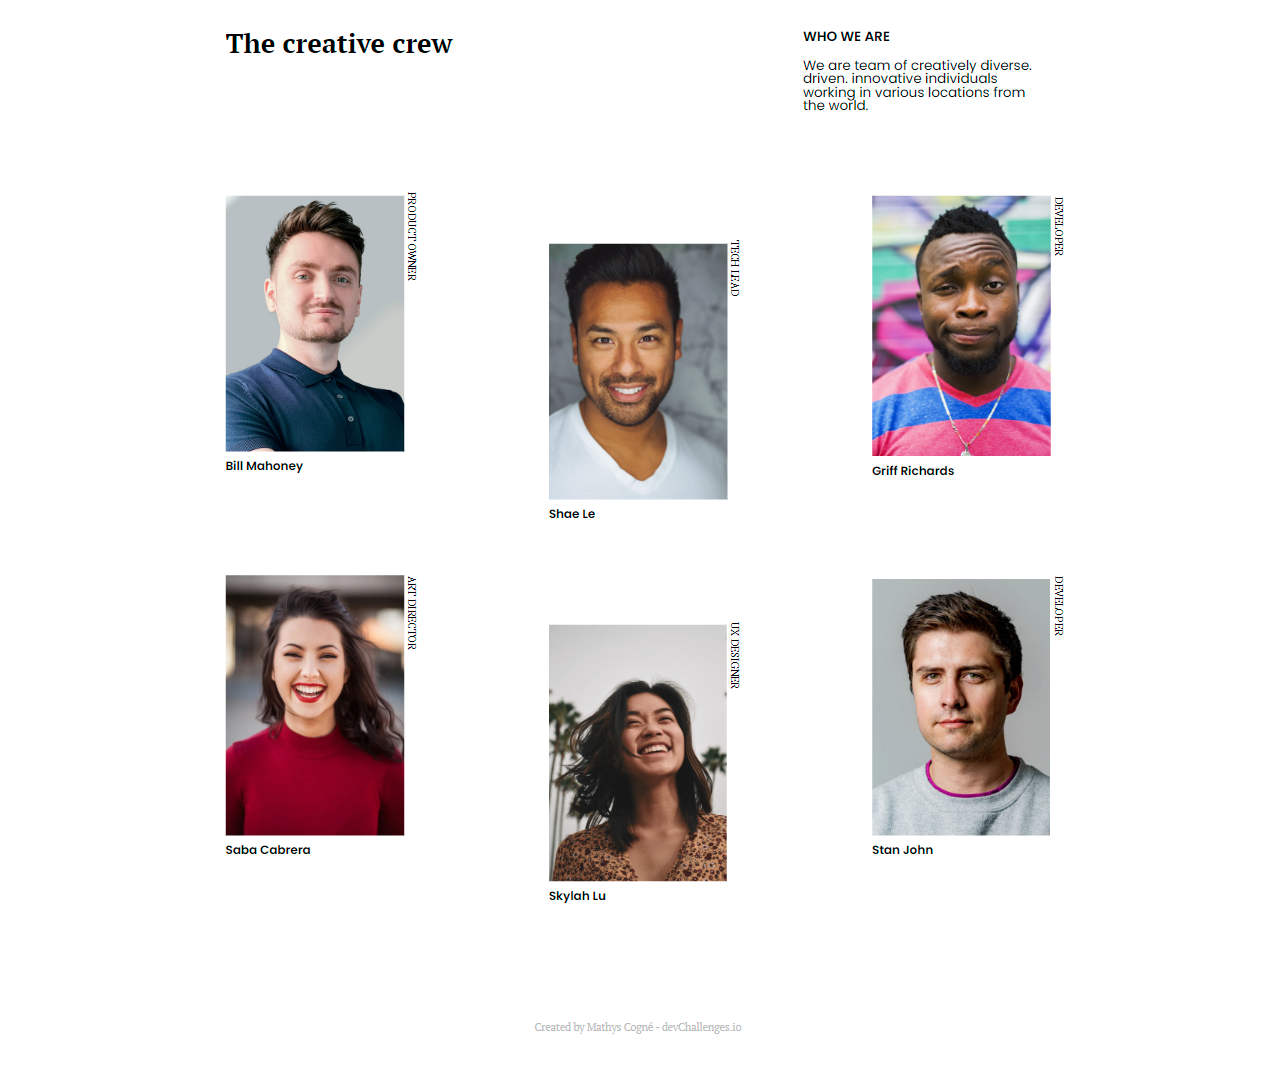 The creative crew
WHO WE ARE
We are team of creatively diverse.
driven. innovative individuals
working in various locations from
the world.
PRODUCT OWNER
Bill Mahoney
TECH LEAD
Shae Le
DEVELOPER
Griff Richards
ART DIRECTOR
Saba Cabrera
UX DESIGNER
Skylah Lu
DEVELOPER
Stan John
Created by Mathys Cogné - devChallenges.io